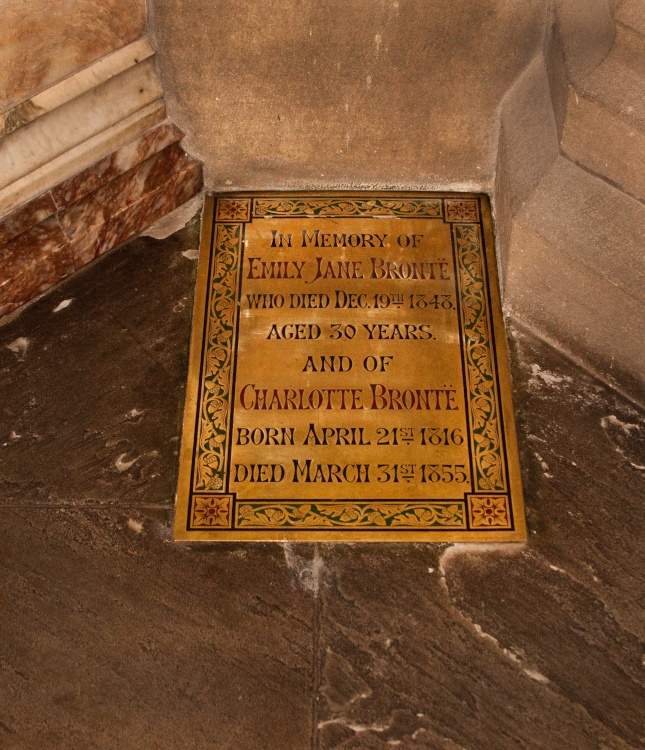 In Memory of
Emily Jane Brontë
who died Dec. 19th 1848.
aged 30 years.
and of
Charlotte Brontë
born April 21st 1816
died March 31st 1855.